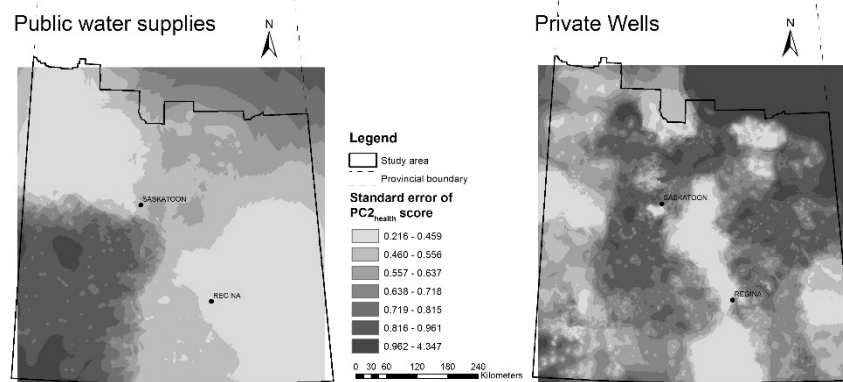 Public water supplies
Private Wells
N
N
Legend
Study area
Provincial boundary
Standard error of
PC2health score
0.216 - 0.459
0.460 - 0.556
0.557 - 0.637
0.638 - 0.718
0.719 - 0.815
0.816 - 0.961
0.962 - 4.347
0 30 60 120 180 240
Kilometers
SASKATOON
REGINA
SASKATOON
REGINA